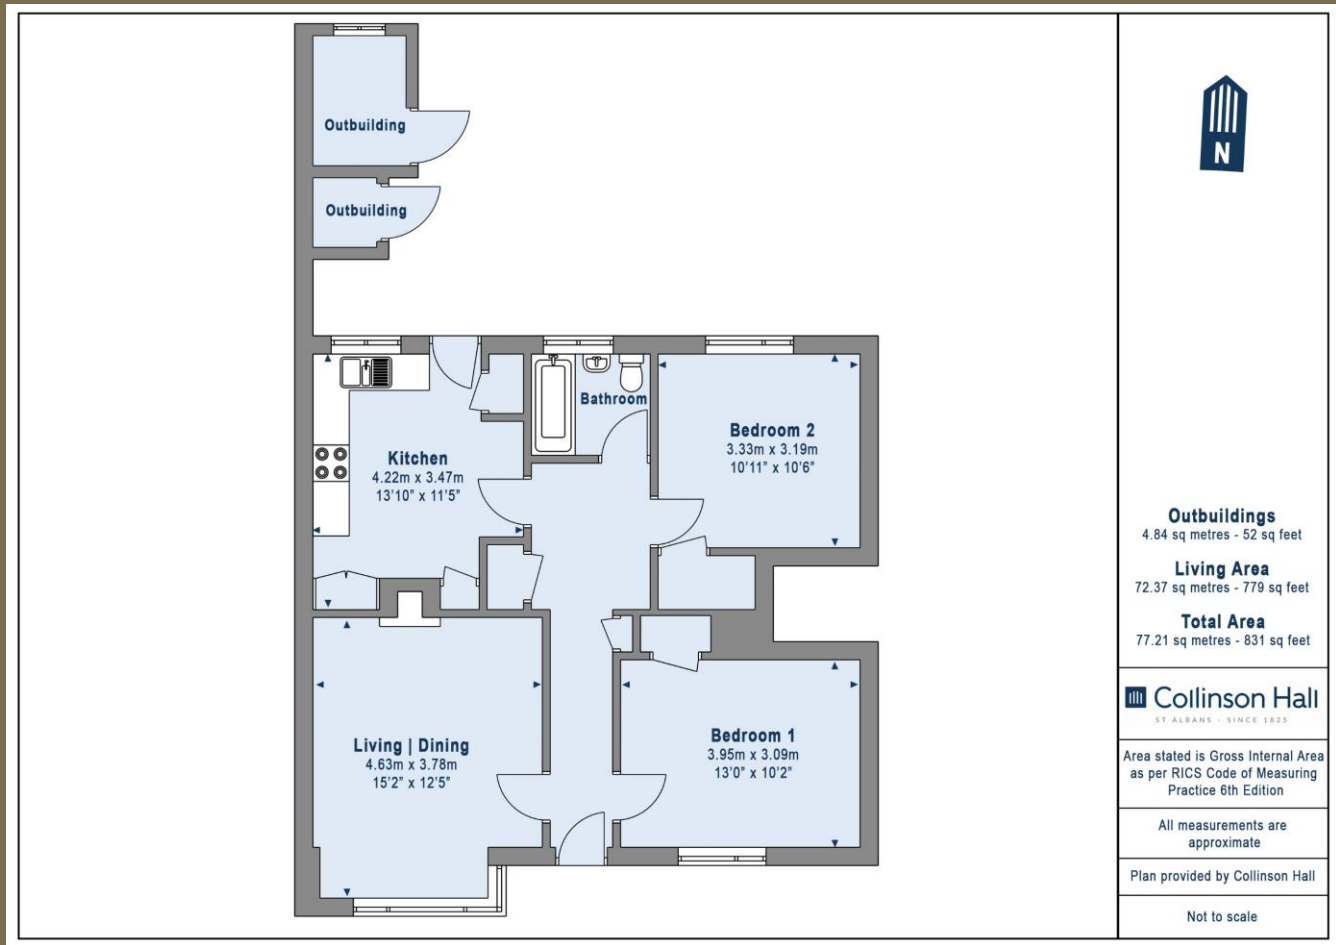 Outbuilding
Outbuilding
Kitchen
4.22m x 3.47m
13'10" x 11'5"
Bathroom
Bedroom 2
3.33m x 3.19m
10'11" x 10'6"
Living | Dining
4.63m x 3.78m
15'2" x 12'5"
Bedroom 1
3.95m x 3.09m
13'0" x 10'2"
N
Outbuildings
4.84 sq metres - 52 sq feet
Living Area
72.37 sq metres - 779 sq feet
Total Area
77.21 sq metres - 831 sq feet
Collinson Hall
ST ALBANS - SINCE 1825
Area stated is Gross Internal Area
as per RICS Code of Measuring
Practice 6th Edition
All measurements are
approximate
Plan provided by Collinson Hall
Not to scale